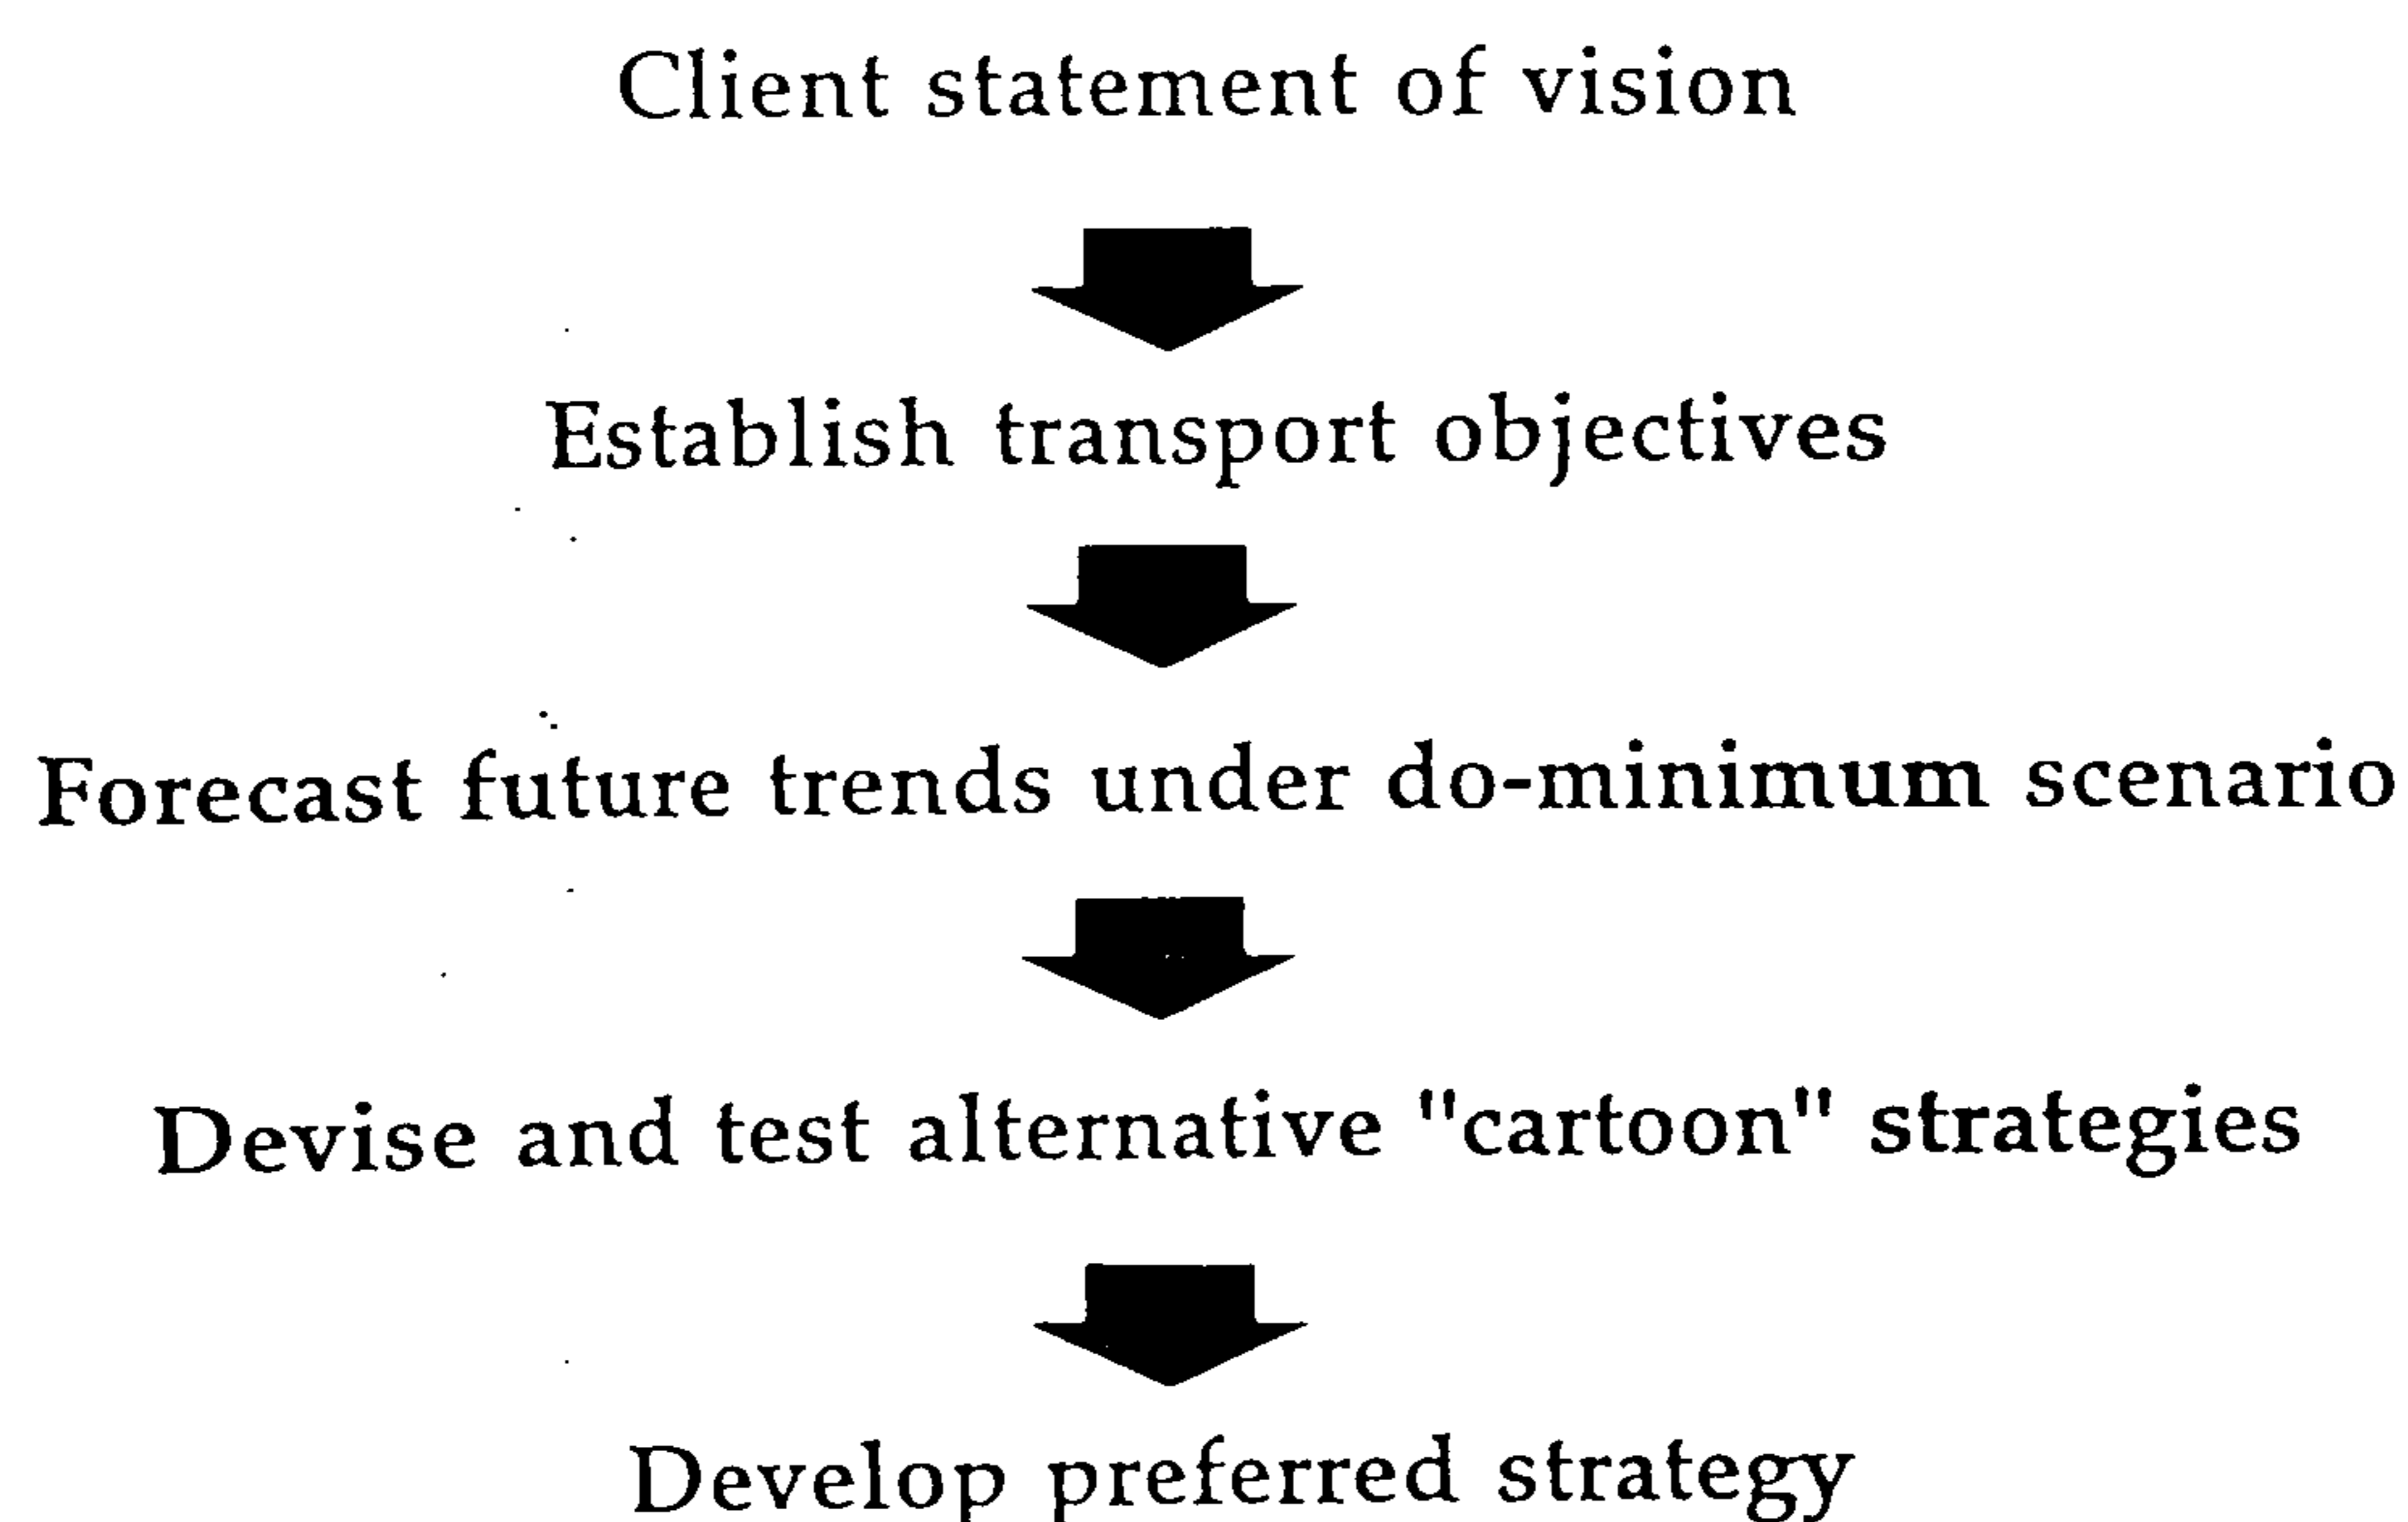 Client statement of vision
Establish transport objectives
Forecast future trends under do-minimum scenario
Devise and test alternative "cartoon" strategies
Develop preferred strategy